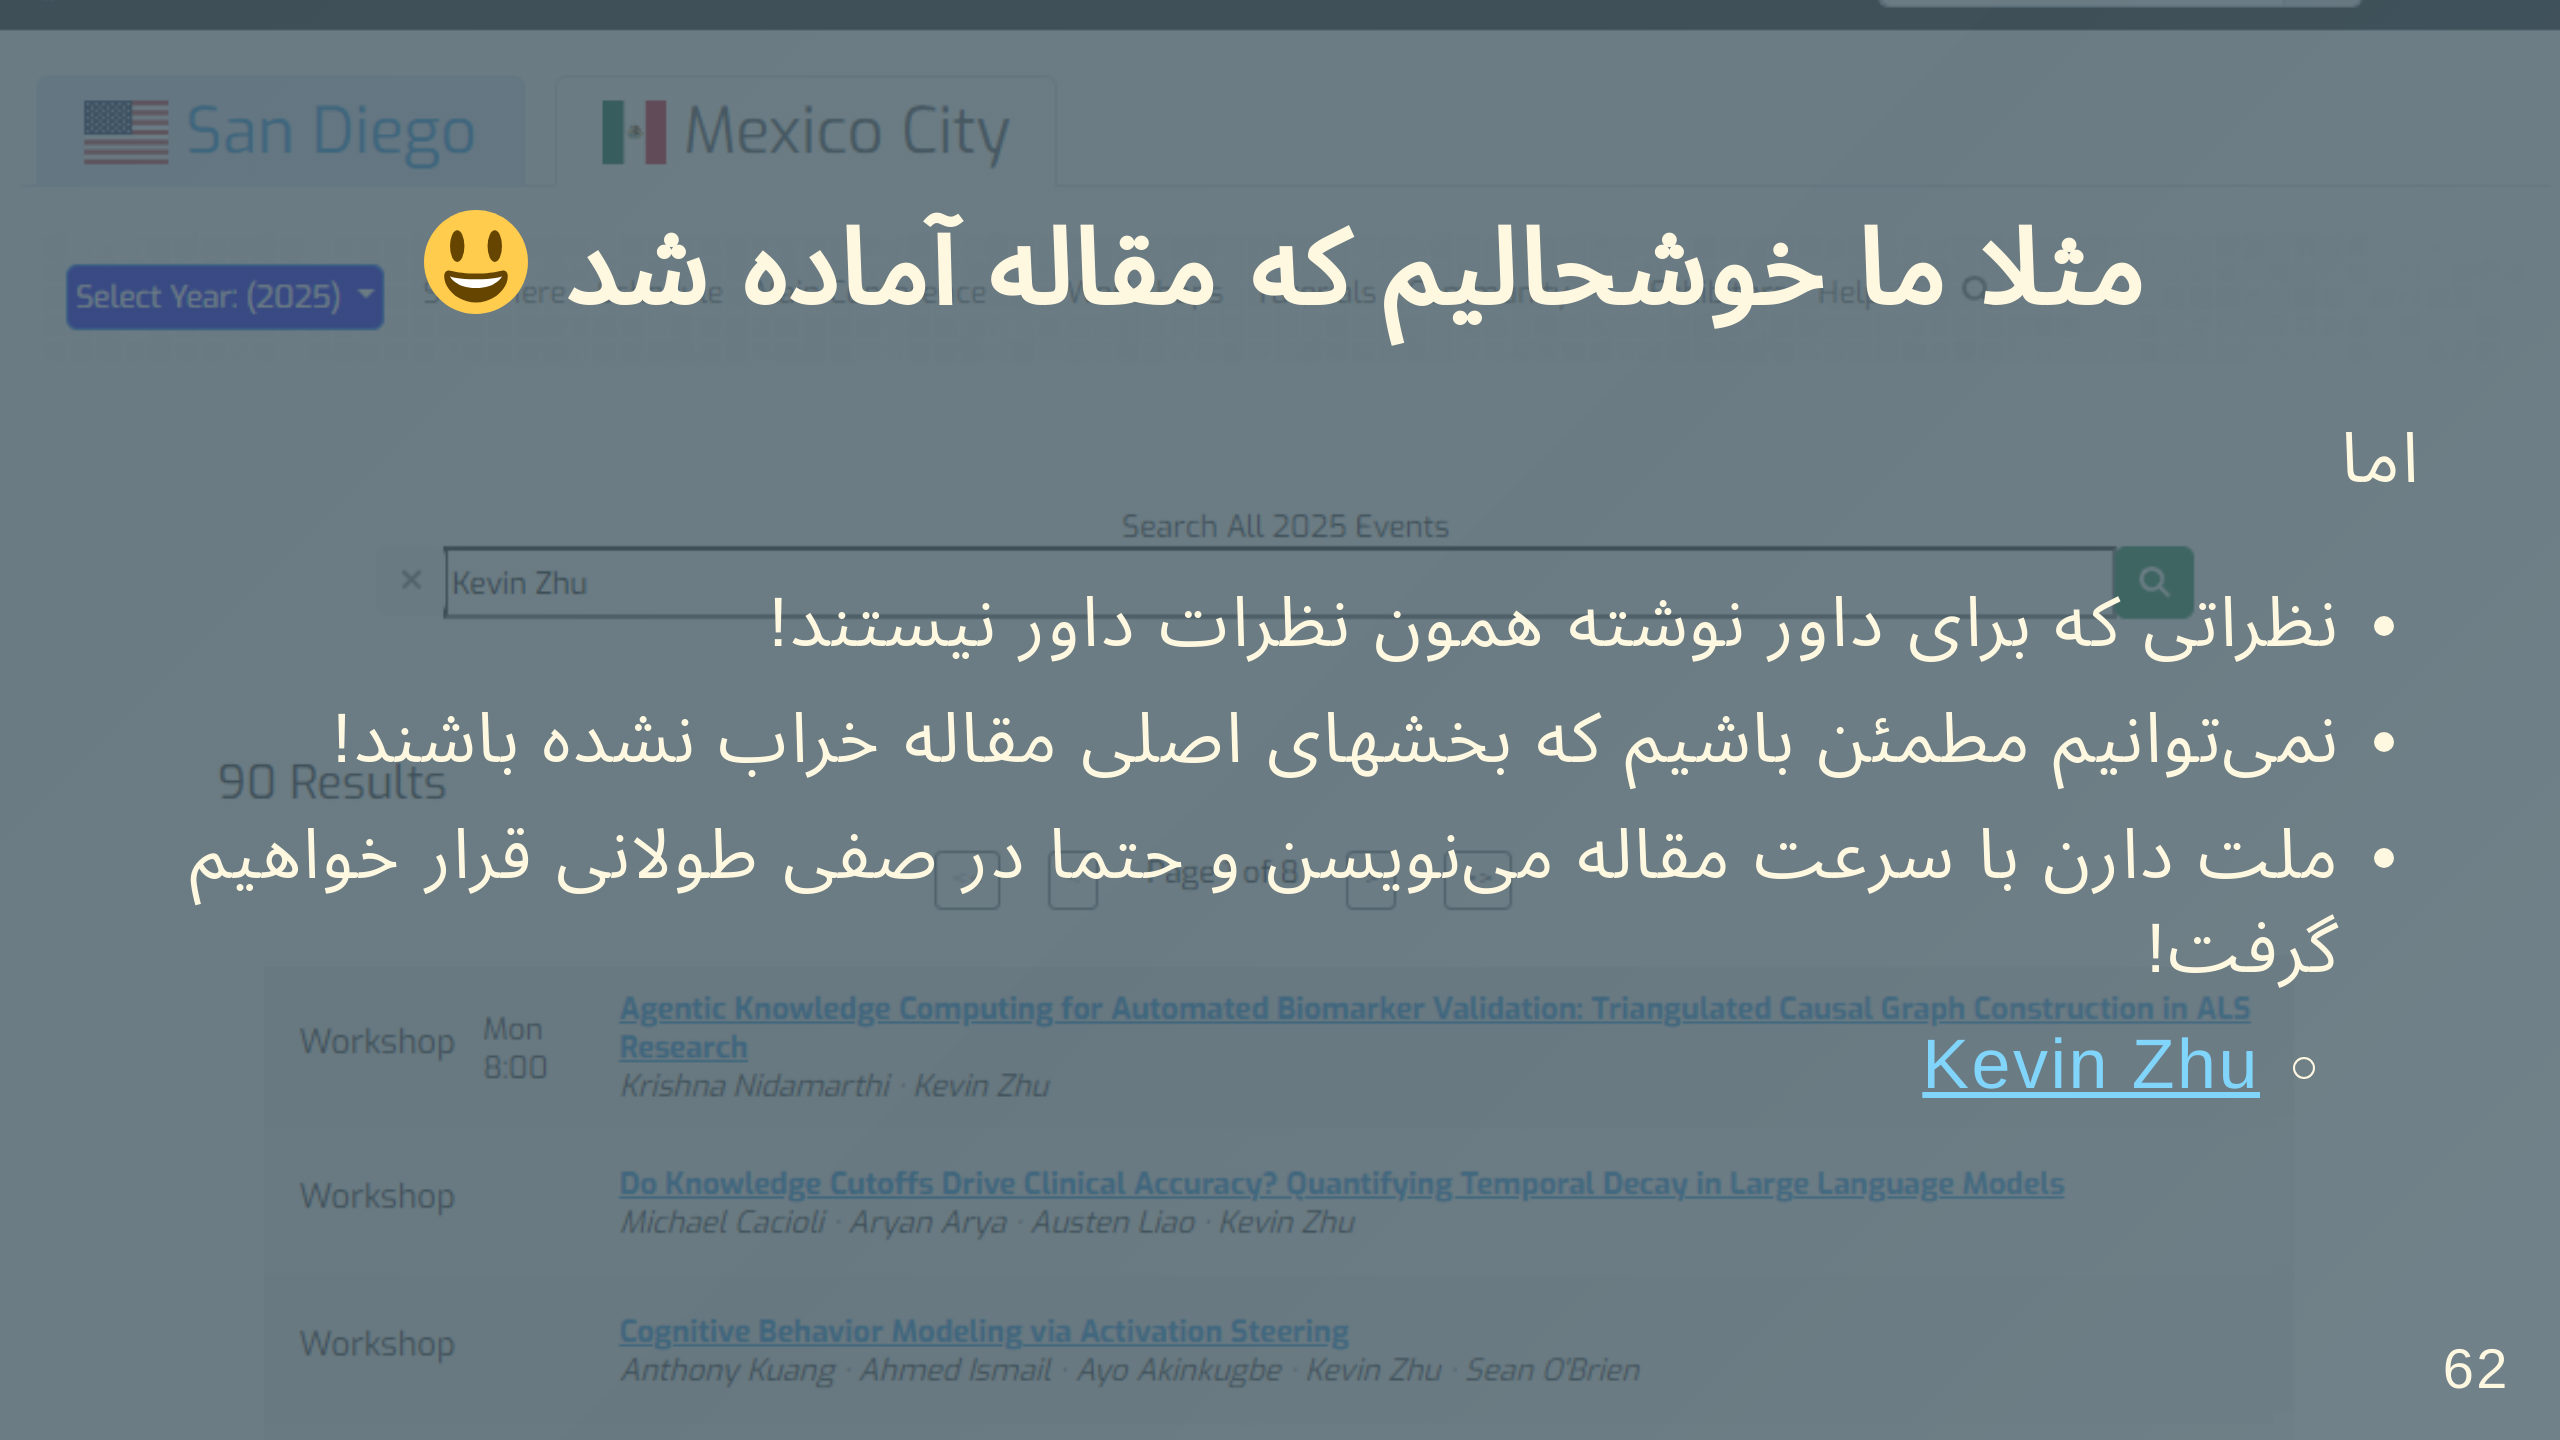 San Diego
Mexico City
مثلا ما خوشحالیم که مقاله آماده شد 😃
Select Year: (2025)
اما
Search All 2025 Events
Kevin Zhu
• نظراتی که برای داور نوشته همون نظرات داور نیستند!
• نمی‌توانیم مطمئن باشیم که بخشهای اصلی مقاله خراب نشده باشند!
90 Results
• ملت دارن با سرعت مقاله می‌نویسن و حتما در صفی طولانی قرار خواهیم
گرفت!
Page of 8
Workshop
Mon
8:00
Agentic Knowledge Computing for Automated Biomarker Validation: Triangulated Causal Graph Construction in ALS
Research
Krishna Nidamarthi · Kevin Zhu
○ Kevin Zhu
Workshop
Do Knowledge Cutoffs Drive Clinical Accuracy? Quantifying Temporal Decay in Large Language Models
Michael Cacioli · Aryan Arya · Austen Liao · Kevin Zhu
Workshop
Cognitive Behavior Modeling via Activation Steering
Anthony Kuang · Ahmed Ismail · Ayo Akinkugbe · Kevin Zhu · Sean O'Brien
62